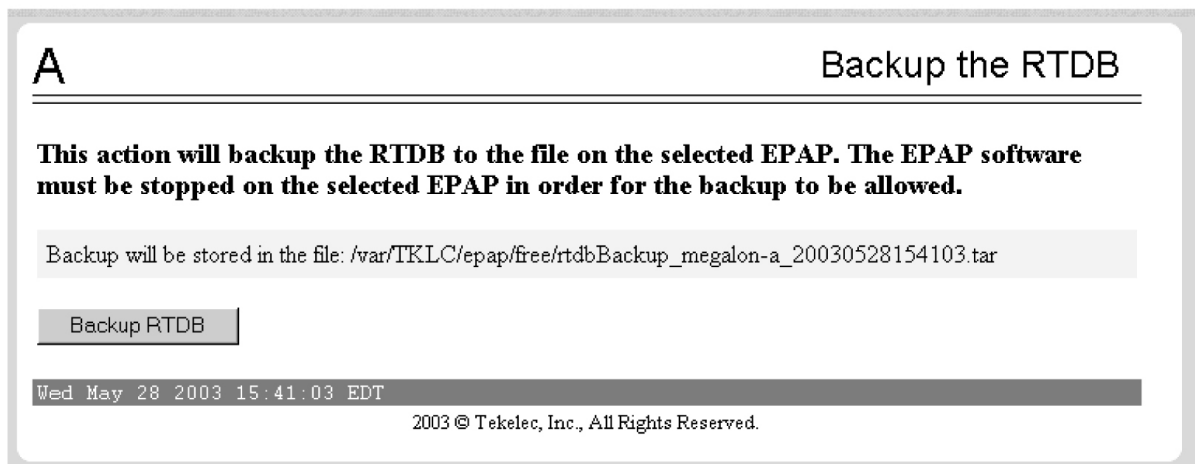 A Backup the RTDB
This action will backup the RTDB to the file on the selected EPAP. The EPAP software
must be stopped on the selected EPAP in order for the backup to be allowed.
Backup will be stored in the file: /var/TKLC/epap/free/rtdbBackup_megalon-a_20030528154103.tar
Backup RTDB
Wed May 28 2003 15:41:03 EDT
2003 © Tekelec, Inc., All Rights Reserved.